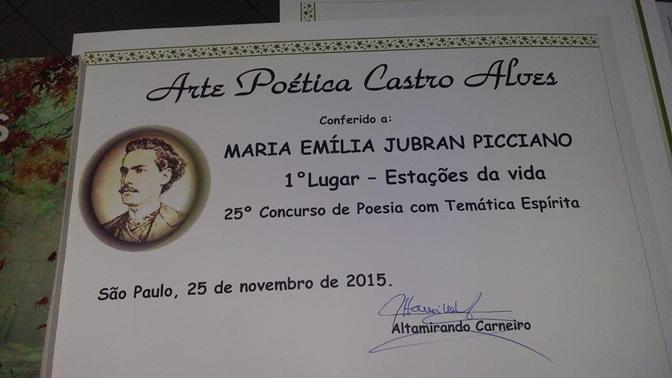 Arte Poética Castro Alves
Conferido a:
MARIA EMÍLIA JUBRAN PICCIANO
1°Lugar - Estações da vida
25º Concurso de Poesia com Temática Espírita
São Paulo, 25 de novembro de 2015.
Altamirando Carneiro